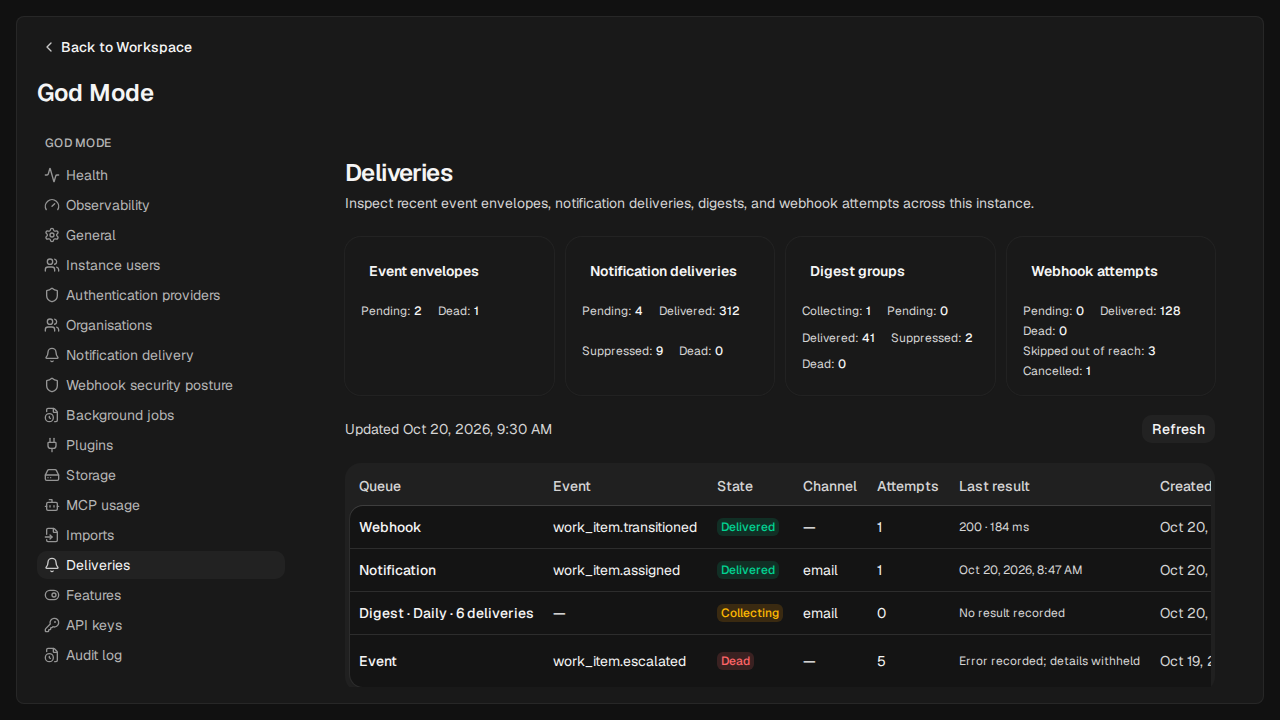 Back to Workspace
God Mode
GOD MODE
Health
Observability
General
Instance users
Authentication providers
Organisations
Notification delivery
Webhook security posture
Background jobs
Plugins
Storage
MCP usage
Imports
Deliveries
Features
API keys
Audit log
Deliveries
Inspect recent event envelopes, notification deliveries, digests, and webhook attempts across this instance.
Event envelopes
Pending: 2 Dead: 1
Notification deliveries
Pending: 4 Delivered: 312
Suppressed: 9 Dead: 0
Digest groups
Collecting: 1 Pending: 0
Delivered: 41 Suppressed: 2
Dead: 0
Webhook attempts
Pending: 0 Delivered: 128
Dead: 0
Skipped out of reach: 3
Cancelled: 1
Updated Oct 20, 2026, 9:30 AM
Refresh
Queue Event State Channel Attempts Last result Created
Webhook work_item.transitioned Delivered — 1 200 · 184 ms Oct 20,
Notification work_item.assigned Delivered email 1 Oct 20, 2026, 8:47 AM Oct 20,
Digest · Daily · 6 deliveries — Collecting email 0 No result recorded Oct 20,
Event work_item.escalated Dead — 5 Error recorded; details withheld Oct 19,